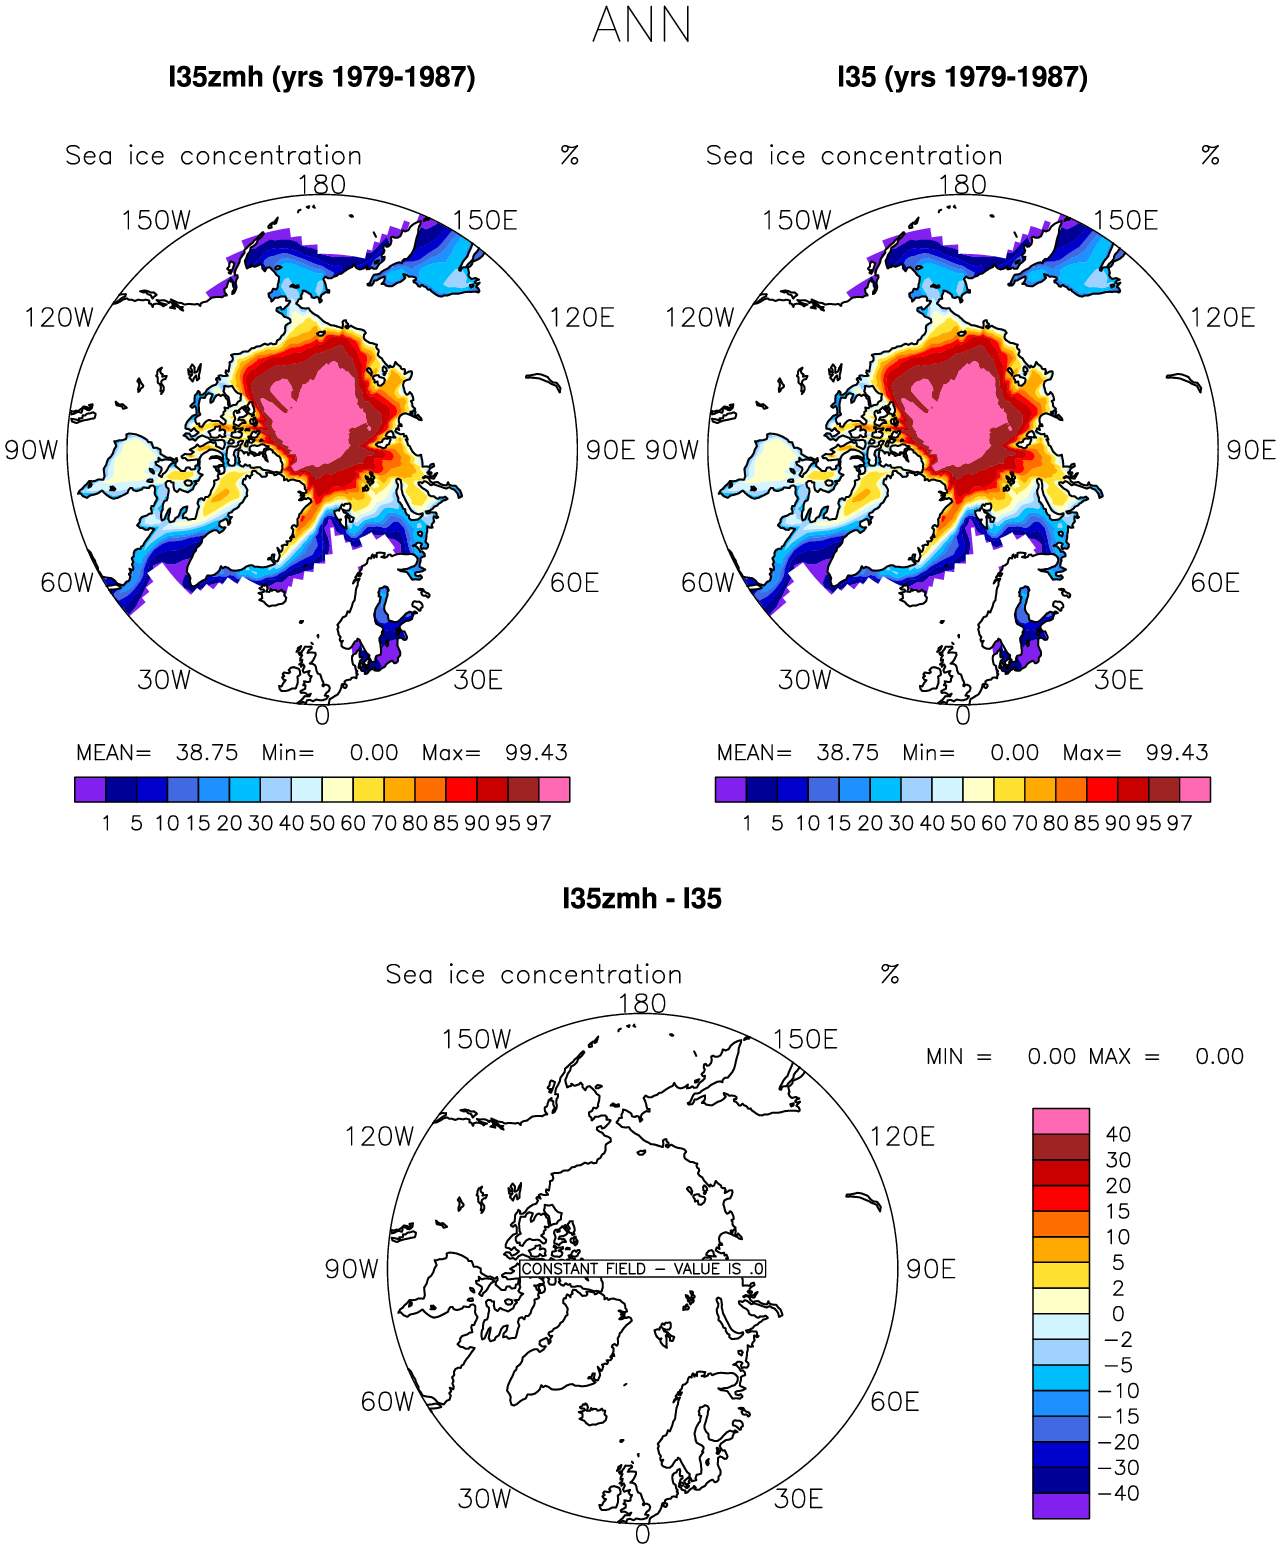 ANN
I35zmh (yrs 1979-1987)
I35 (yrs 1979-1987)
Sea ice concentration %
Sea ice concentration %
180
150W 150E
120W 120E
90W 90E
60W 60E
30W 30E
0
180
150W 150E
120W 120E
90W 90E
60W 60E
30W 30E
0
MEAN= 38.75 Min= 0.00 Max= 99.43
1 5 10 15 20 30 40 50 60 70 80 85 90 95 97
MEAN= 38.75 Min= 0.00 Max= 99.43
1 5 10 15 20 30 40 50 60 70 80 85 90 95 97
I35zmh - I35
Sea ice concentration %
180
150W 150E
120W 120E
90W 90E
CONSTANT FIELD - VALUE IS .0
60W 60E
30W 30E
0
MIN = 0.00 MAX = 0.00
40
30
20
15
10
5
2
0
-2
-5
-10
-15
-20
-30
-40